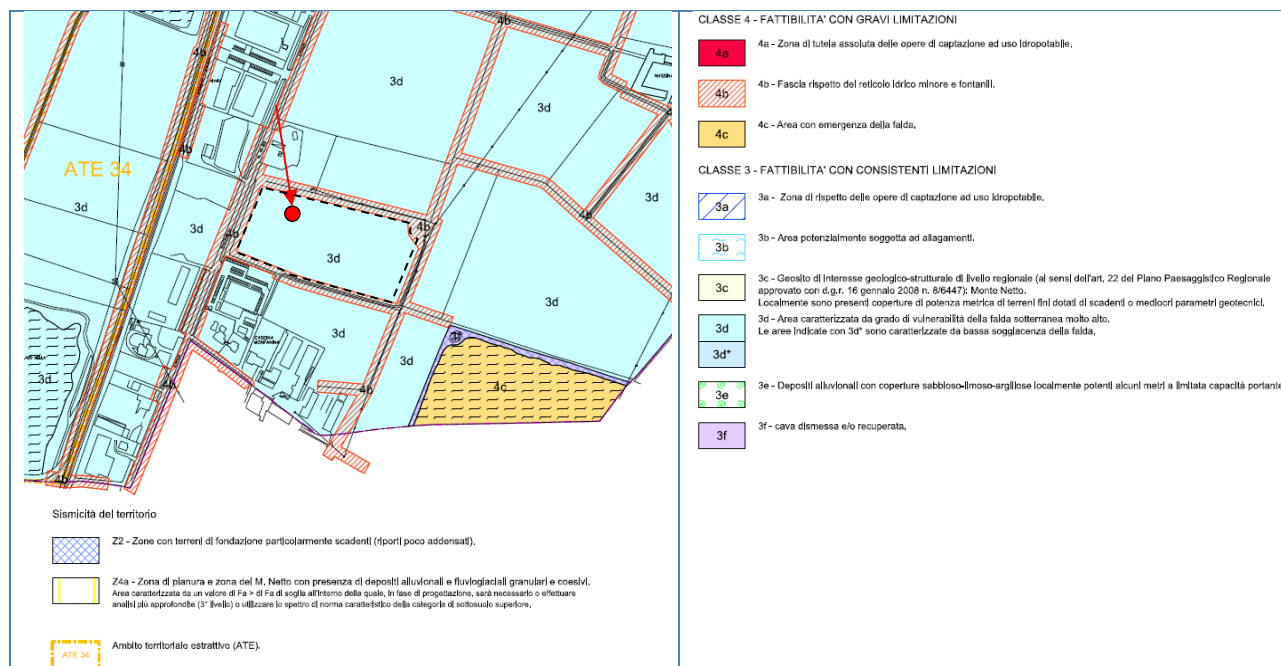 4b
3d
4b
3d
ATE 34
3d
4b
3d
4b
3d
4b
3d
4b
3d
CASCINA
MORFANINA
3d
3d
3f
3d
4b
4b
4c
4b
Sismicità del territorio
Z2 - Zone con terreni di fondazione particolarmente scadenti (riporti poco addensati).
Z4a - Zona di pianura e zona del M. Netto con presenza di depositi alluvionali e fluvioglaciali granulari e coesivi.
Area caratterizzata da un valore di Fa > di Fa di soglia all'interno della quale, in fase di progettazione, sarà necessario o effettuare
analisi più approfondite (3° livello) o utilizzare lo spettro di norma caratteristico della categoria di sottosuolo superiore.
ATE 34
Ambito territoriale estrattivo (ATE).
CLASSE 4 - FATTIBILITA' CON GRAVI LIMITAZIONI
4a
4a - Zona di tutela assoluta delle opere di captazione ad uso idropotabile.
4b
4b - Fascia rispetto del reticolo idrico minore e fontanili.
4c
4c - Area con emergenza della falda.
CLASSE 3 - FATTIBILITA' CON CONSISTENTI LIMITAZIONI
3a
3a - Zona di rispetto delle opere di captazione ad uso idropotabile.
3b
3b - Area potenzialmente soggetta ad allagamenti.
3c
3c - Geosito di interesse geologico-strutturale di livello regionale (ai sensi dell'art. 22 del Piano Paesaggistico Regionale
approvato con d.g.r. 16 gennaio 2008 n. 8/6447): Monte Netto.
Localmente sono presenti coperture di potenza metrica di terreni fini dotati di scadenti o mediocri parametri geotecnici.
3d
3d - Area caratterizzata da grado di vulnerabilità della falda sotterranea molto alto.
Le aree indicate con 3d* sono caratterizzate da bassa soggiacenza della falda.
3d*
3e
3e - Depositi alluvionali con coperture sabbioso-limoso-argillose localmente potenti alcuni metri a limitata capacità portante
3f
3f - cava dismessa e/o recuperata.